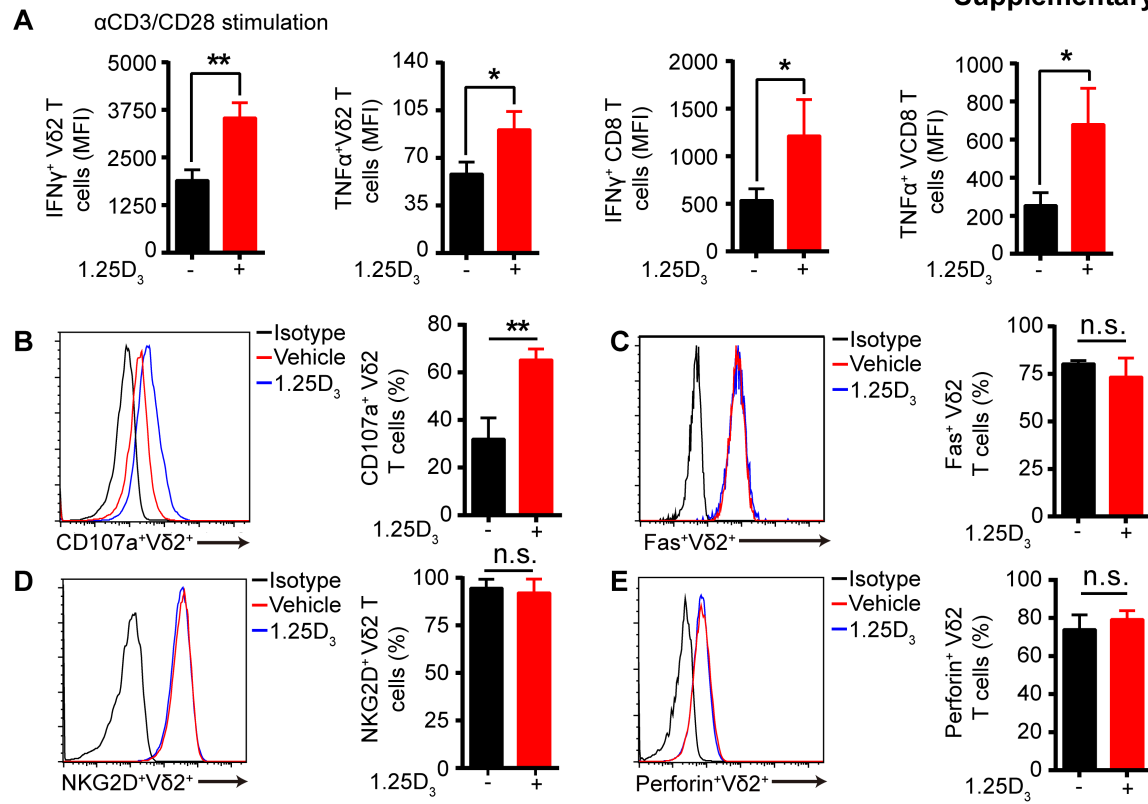 Supplementary
A
αCD3/CD28 stimulation
IFNγ⁺ Vδ2 T
cells (MFI)
5000
3750
2500
1250
0
**
1.25D₃
-
+
TNFα⁺Vδ2 T
cells (MFI)
140
105
70
35
0
*
1.25D₃
-
+
IFNγ⁺ CD8 T
cells (MFI)
2000
1500
1000
500
0
*
1.25D₃
-
+
TNFα⁺ VCD8 T
cells (MFI)
1000
800
600
400
200
0
*
1.25D₃
-
+
B
Isotype
Vehicle
1.25D₃
CD107a⁺Vδ2⁺
CD107a⁺ Vδ2
T cells (%)
80
60
40
20
0
**
1.25D₃
-
+
C
Isotype
Vehicle
1.25D₃
Fas⁺Vδ2⁺
Fas⁺ Vδ2
T cells (%)
100
75
50
25
0
n.s.
1.25D₃
-
+
D
Isotype
Vehicle
1.25D₃
NKG2D⁺Vδ2⁺
NKG2D⁺ Vδ2 T
cells (%)
100
75
50
25
0
n.s.
1.25D₃
-
+
E
Isotype
Vehicle
1.25D₃
Perforin⁺Vδ2⁺
Perforin⁺ Vδ2
T cells (%)
100
80
60
40
20
0
n.s.
1.25D₃
-
+